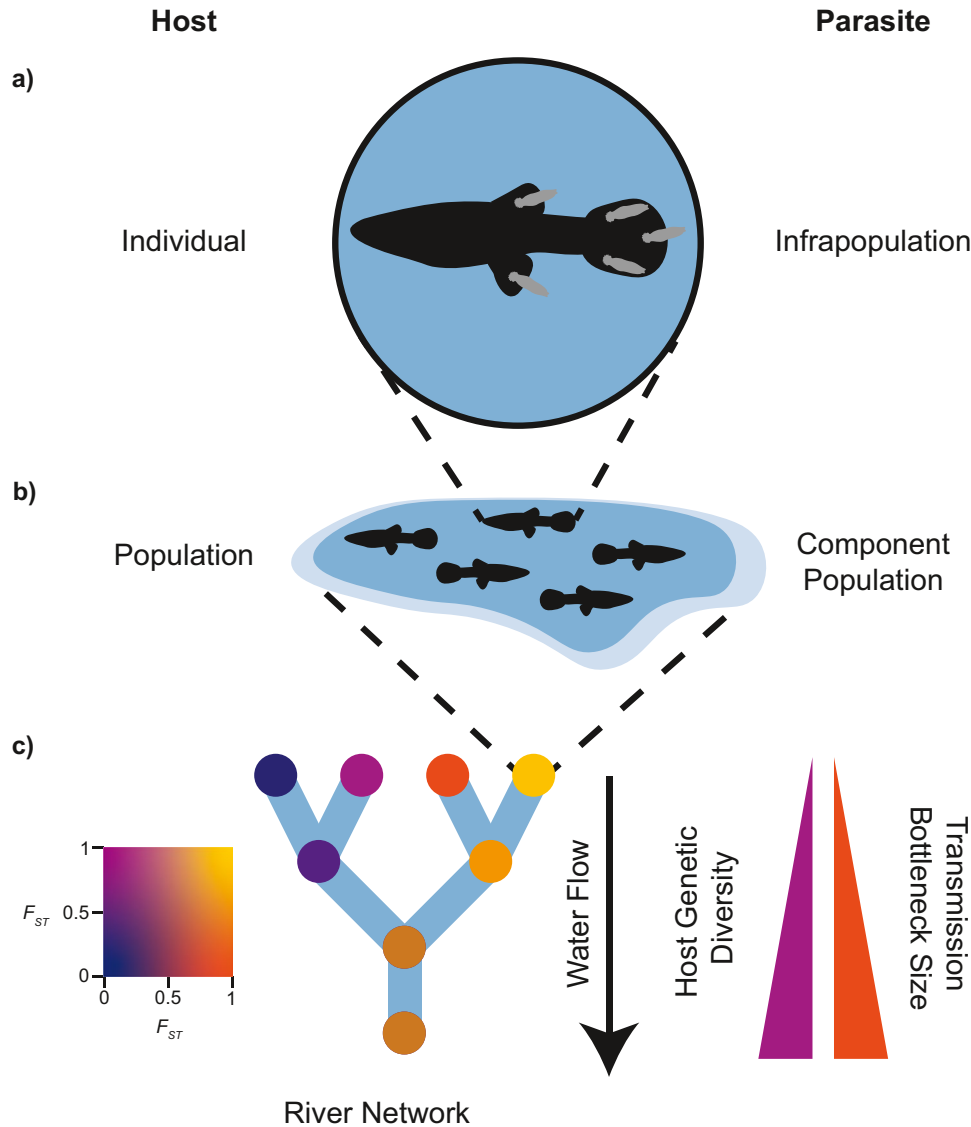 Host
Parasite
a)
Individual
Infrapopulation
b)
Population
Component
Population
c)
1
0.5
0
F_ST
0
0.5
1
F_ST
Water Flow
Host Genetic
Diversity
Transmission
Bottleneck Size
River Network